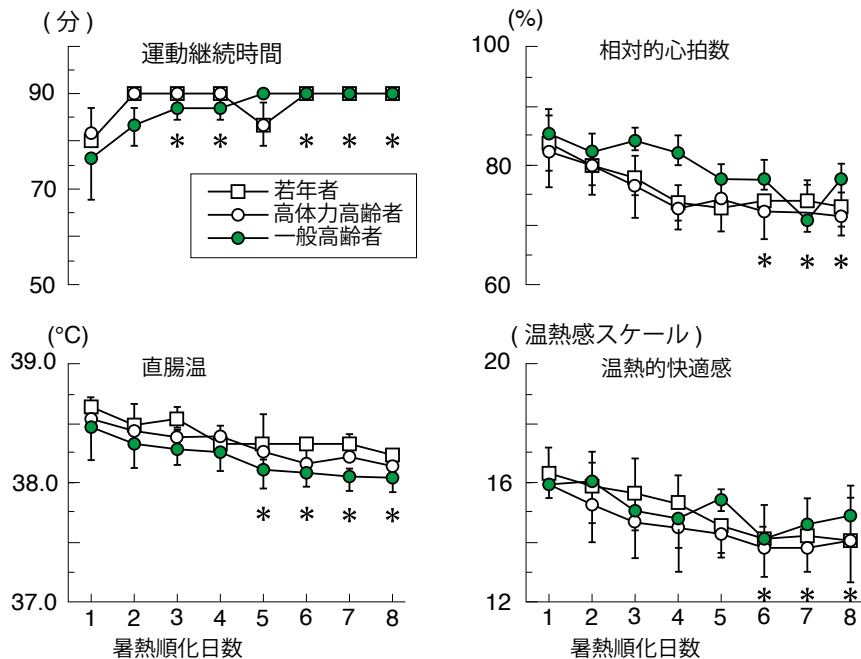 (分)
運動継続時間
90
70
50
* * * * *
若年者
高体力高齢者
一般高齢者
(%)
相対的心拍数
100
80
60
* * *
(°C)
直腸温
39.0
38.0
37.0
* * * *
1 2 3 4 5 6 7 8
暑熱順化日数
(温熱感スケール)
温熱的快適感
20
16
12
* * *
1 2 3 4 5 6 7 8
暑熱順化日数